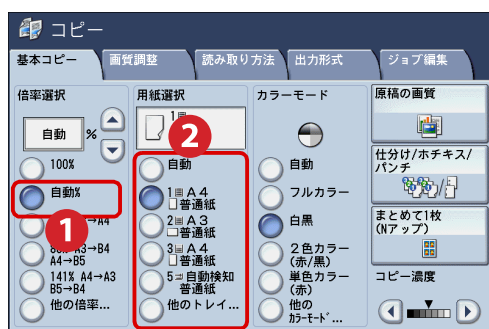 コピー
基本コピー
画質調整
読み取り方法
出力形式
ジョブ編集
倍率選択
自動 %
100%
自動%
1
→A4
A3→B4
A4→B5
141% A4→A3
B5→B4
他の倍率...
用紙選択
1
2
自動
1 A4
普通紙
2 A3
普通紙
3 A4
普通紙
5 自動検知
普通紙
他のトレイ...
カラーモード
自動
フルカラー
白黒
2色カラー
(赤/黒)
単色カラー
(赤)
他の
ｶﾗｰﾓｰﾄﾞ...
原稿の画質
仕分け/ホチキス/
パンチ
まとめて1枚
(Nアップ)
コピー濃度